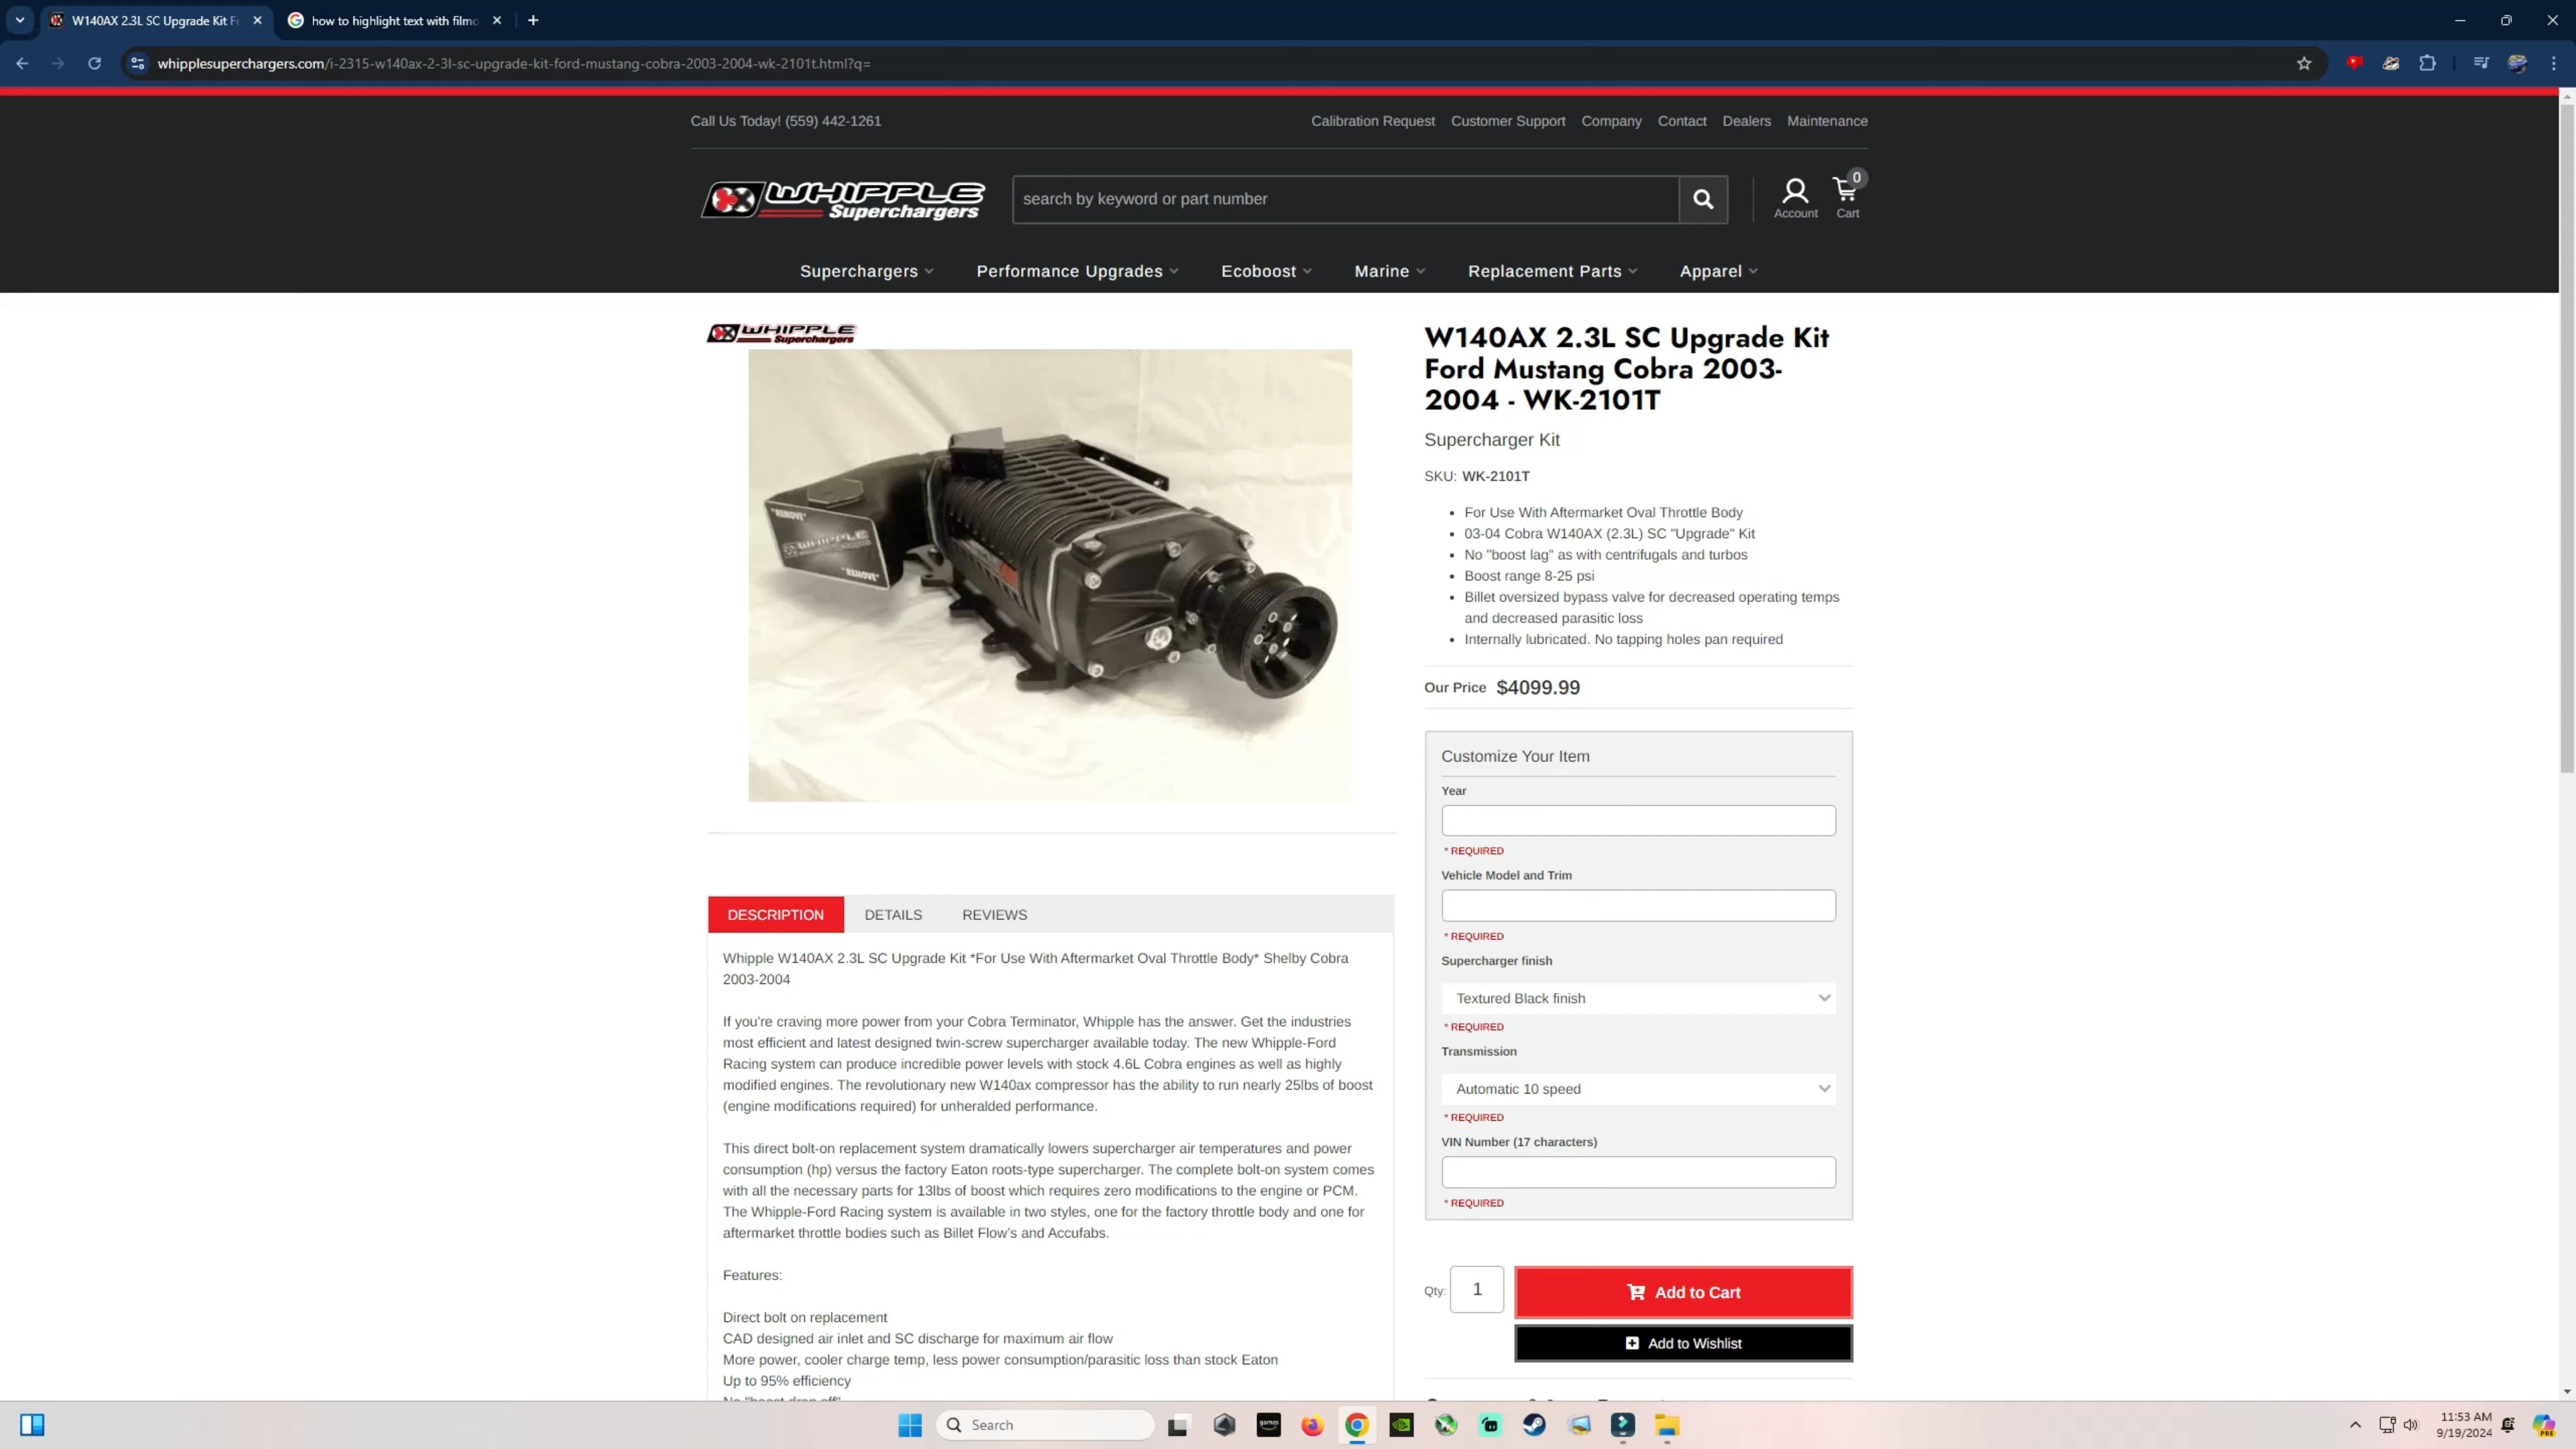 W140AX 2.3L SC Upgrade Kit Fo
how to highlight text with filmo
whipplesuperchargers.com/i-2315-w140ax-2-3l-sc-upgrade-kit-ford-mustang-cobra-2003-2004-wk-2101t.html?q=
Call Us Today! (559) 442-1261
Calibration Request Customer Support Company Contact Dealers Maintenance
WHIPPLE
Superchargers
search by keyword or part number
0
Account Cart
Superchargers Performance Upgrades Ecoboost Marine Replacement Parts Apparel
WHIPPLE
Superchargers
"REMOVE"
WHIPPLE
"REMOVE"
W140AX 2.3L SC Upgrade Kit
Ford Mustang Cobra 2003-
2004 - WK-2101T
Supercharger Kit
SKU: WK-2101T
• For Use With Aftermarket Oval Throttle Body
• 03-04 Cobra W140AX (2.3L) SC "Upgrade" Kit
• No "boost lag" as with centrifugals and turbos
• Boost range 8-25 psi
• Billet oversized bypass valve for decreased operating temps
and decreased parasitic loss
• Internally lubricated. No tapping holes pan required
Our Price $4099.99
Customize Your Item
Year
* REQUIRED
Vehicle Model and Trim
* REQUIRED
Supercharger finish
Textured Black finish
* REQUIRED
Transmission
Automatic 10 speed
* REQUIRED
VIN Number (17 characters)
* REQUIRED
Qty: 1
Add to Cart
Add to Wishlist
DESCRIPTION DETAILS REVIEWS
Whipple W140AX 2.3L SC Upgrade Kit *For Use With Aftermarket Oval Throttle Body* Shelby Cobra
2003-2004
If you're craving more power from your Cobra Terminator, Whipple has the answer. Get the industries
most efficient and latest designed twin-screw supercharger available today. The new Whipple-Ford
Racing system can produce incredible power levels with stock 4.6L Cobra engines as well as highly
modified engines. The revolutionary new W140ax compressor has the ability to run nearly 25lbs of boost
(engine modifications required) for unheralded performance.
This direct bolt-on replacement system dramatically lowers supercharger air temperatures and power
consumption (hp) versus the factory Eaton roots-type supercharger. The complete bolt-on system comes
with all the necessary parts for 13lbs of boost which requires zero modifications to the engine or PCM.
The Whipple-Ford Racing system is available in two styles, one for the factory throttle body and one for
aftermarket throttle bodies such as Billet Flow's and Accufabs.
Features:
Direct bolt on replacement
CAD designed air inlet and SC discharge for maximum air flow
More power, cooler charge temp, less power consumption/parasitic loss than stock Eaton
Up to 95% efficiency
No "boost drop off"
Search
games
11:53 AM
9/19/2024
PRE